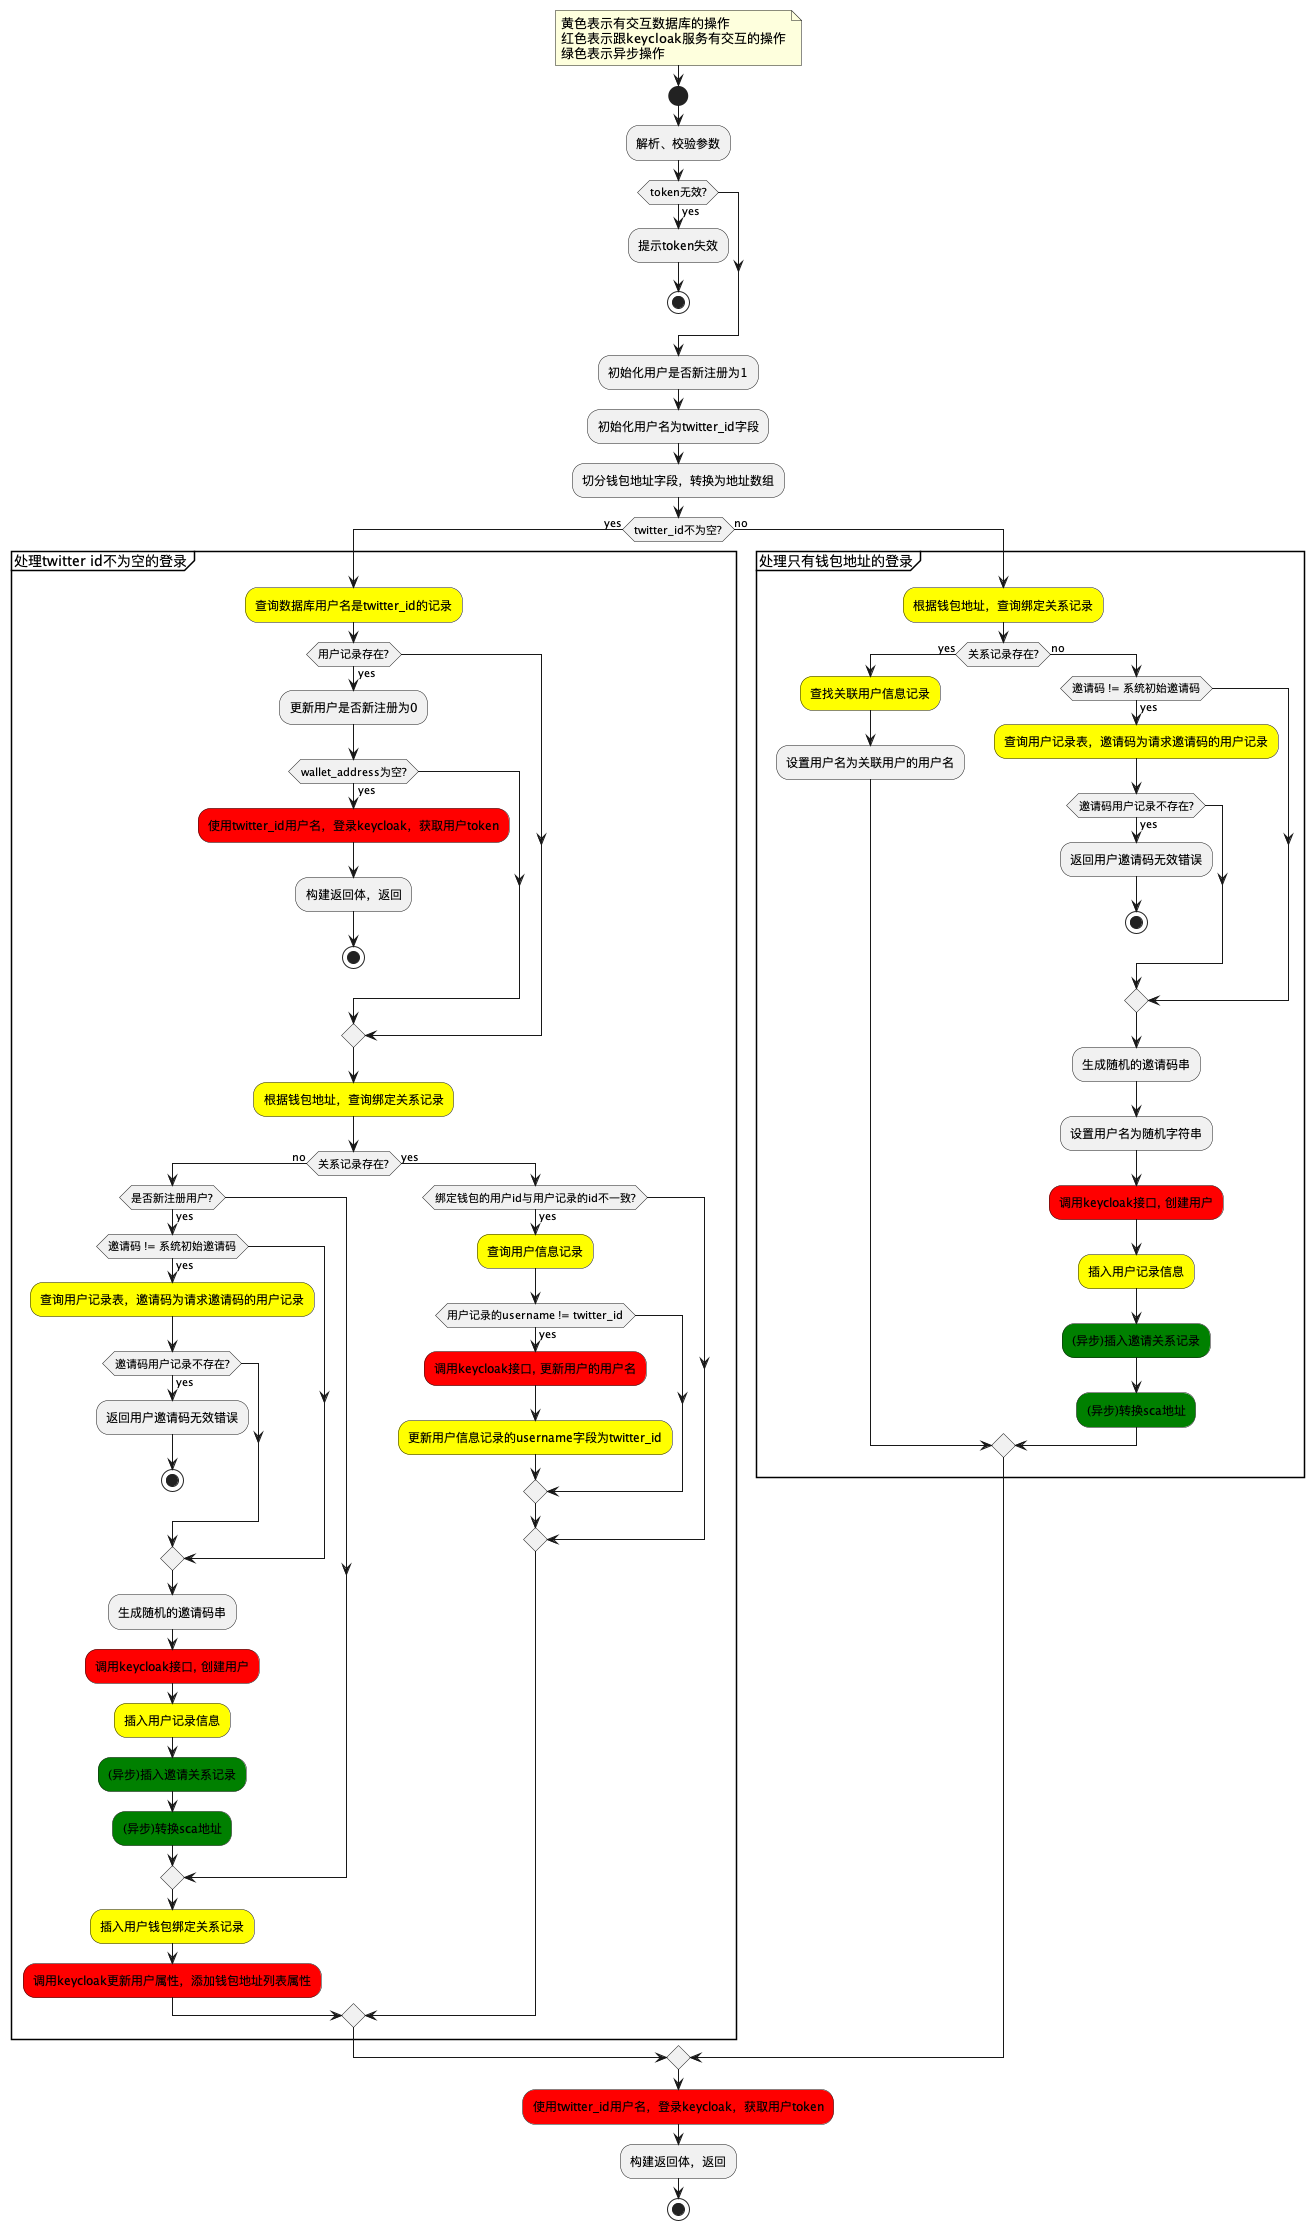 黄色表示有交互数据库的操作
红色表示跟keycloak服务有交互的操作
绿色表示异步操作
解析、校验参数
token无效?
yes
提示token失效
初始化用户是否新注册为1
初始化用户名为twitter_id字段
切分钱包地址字段，转换为地址数组
yes
twitter_id不为空?
no
处理twitter id不为空的登录
查询数据库用户名是twitter_id的记录
用户记录存在?
yes
更新用户是否新注册为0
wallet_address为空?
yes
使用twitter_id用户名，登录keycloak，获取用户token
构建返回体，返回
根据钱包地址，查询绑定关系记录
no
关系记录存在?
yes
是否新注册用户?
yes
邀请码 != 系统初始邀请码
yes
查询用户记录表，邀请码为请求邀请码的用户记录
邀请码用户记录不存在?
yes
返回用户邀请码无效错误
生成随机的邀请码串
调用keycloak接口, 创建用户
插入用户记录信息
(异步)插入邀请关系记录
(异步)转换sca地址
插入用户钱包绑定关系记录
调用keycloak更新用户属性，添加钱包地址列表属性
绑定钱包的用户id与用户记录的id不一致?
yes
查询用户信息记录
用户记录的username != twitter_id
yes
调用keycloak接口, 更新用户的用户名
更新用户信息记录的username字段为twitter_id
处理只有钱包地址的登录
根据钱包地址，查询绑定关系记录
yes
关系记录存在?
no
查找关联用户信息记录
设置用户名为关联用户的用户名
邀请码 != 系统初始邀请码
yes
查询用户记录表，邀请码为请求邀请码的用户记录
邀请码用户记录不存在?
yes
返回用户邀请码无效错误
生成随机的邀请码串
设置用户名为随机字符串
调用keycloak接口, 创建用户
插入用户记录信息
(异步)插入邀请关系记录
(异步)转换sca地址
使用twitter_id用户名，登录keycloak，获取用户token
构建返回体，返回